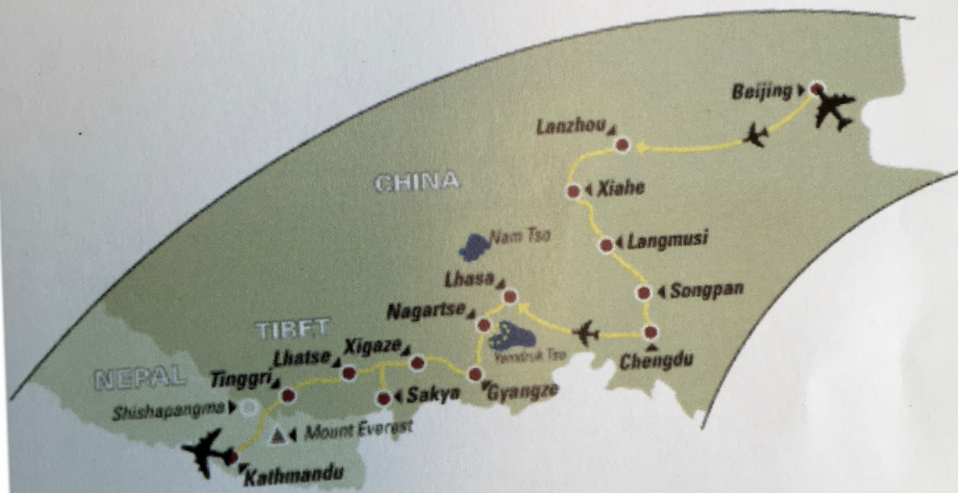 Beijing
Lanzhou
CHINA
Xiahe
Nam Tso
Langmusi
Lhasa
Songpan
Nagartse
TIBET
Yamdruk Tso
Chengdu
Lhatse
Xigaze
NEPAL
Tinggri
Sakya
Gyangze
Shishapangma
Mount Everest
Kathmandu